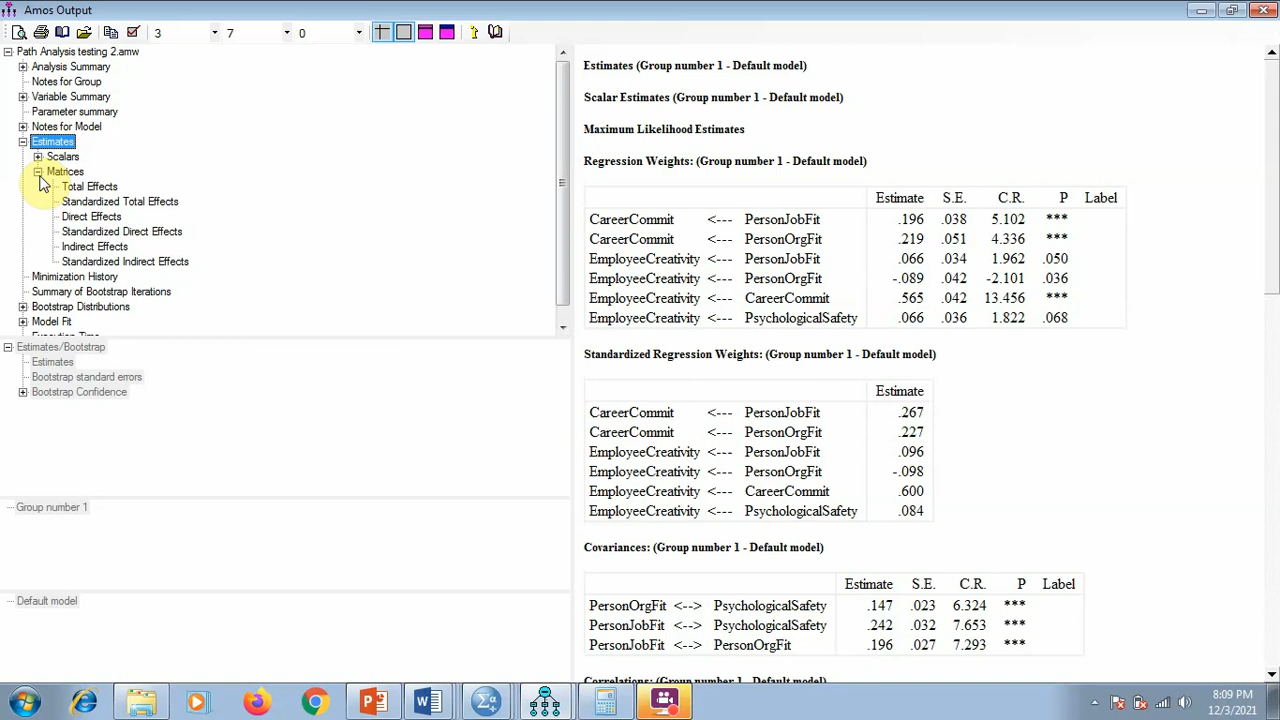 Amos Output
3 7 0
Path Analysis testing 2.amw
Analysis Summary
Notes for Group
Variable Summary
Parameter summary
Notes for Model
Estimates
Scalars
Matrices
Total Effects
Standardized Total Effects
Direct Effects
Standardized Direct Effects
Indirect Effects
Standardized Indirect Effects
Minimization History
Summary of Bootstrap Iterations
Bootstrap Distributions
Model Fit
Execution Time
Estimates/Bootstrap
Estimates
Bootstrap standard errors
Bootstrap Confidence
Group number 1
Default model
Estimates (Group number 1 - Default model)
Scalar Estimates (Group number 1 - Default model)
Maximum Likelihood Estimates
Regression Weights: (Group number 1 - Default model)
Estimate S.E. C.R. P Label
CareerCommit <--- PersonJobFit .196 .038 5.102 ***
CareerCommit <--- PersonOrgFit .219 .051 4.336 ***
EmployeeCreativity <--- PersonJobFit .066 .034 1.962 .050
EmployeeCreativity <--- PersonOrgFit -.089 .042 -2.101 .036
EmployeeCreativity <--- CareerCommit .565 .042 13.456 ***
EmployeeCreativity <--- PsychologicalSafety .066 .036 1.822 .068
Standardized Regression Weights: (Group number 1 - Default model)
Estimate
CareerCommit <--- PersonJobFit .267
CareerCommit <--- PersonOrgFit .227
EmployeeCreativity <--- PersonJobFit .096
EmployeeCreativity <--- PersonOrgFit -.098
EmployeeCreativity <--- CareerCommit .600
EmployeeCreativity <--- PsychologicalSafety .084
Covariances: (Group number 1 - Default model)
Estimate S.E. C.R. P Label
PersonOrgFit <--> PsychologicalSafety .147 .023 6.324 ***
PersonJobFit <--> PsychologicalSafety .242 .032 7.653 ***
PersonJobFit <--> PersonOrgFit .196 .027 7.293 ***
Correlations: (Group number 1 - Default model)
8:09 PM
12/3/2021